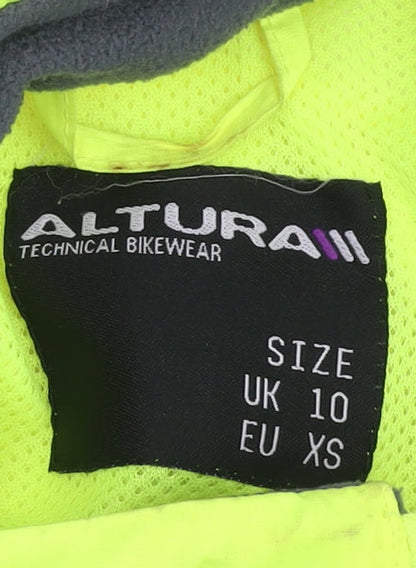 ALTURA
TECHNICAL BIKEWEAR
SIZE
UK 10
EU XS